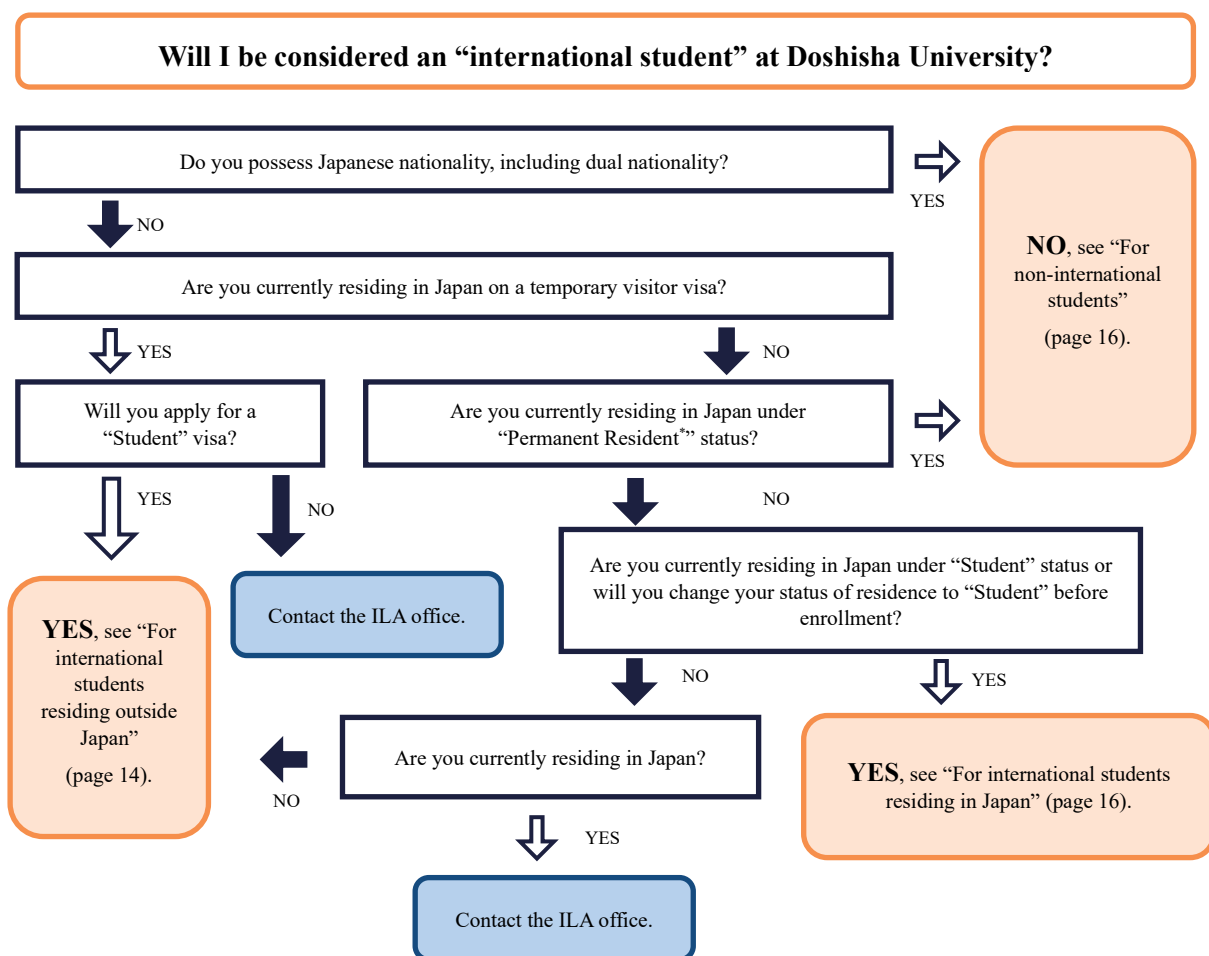 Will I be considered an “international student” at Doshisha University?
Do you possess Japanese nationality, including dual nationality?
YES
NO
NO, see “For
non-international
students”
(page 16).
Are you currently residing in Japan on a temporary visitor visa?
YES
NO
Will you apply for a
“Student” visa?
Are you currently residing in Japan under
“Permanent Resident*” status?
YES
YES
NO
NO
Are you currently residing in Japan under “Student” status or
will you change your status of residence to “Student” before
enrollment?
Contact the ILA office.
YES, see “For
international
students
residing outside
Japan”
(page 14).
NO
YES
Are you currently residing in Japan?
NO
YES, see “For international students
residing in Japan” (page 16).
YES
Contact the ILA office.